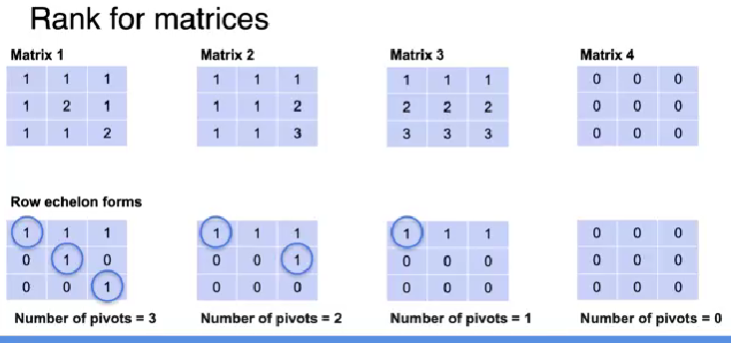 Rank for matrices
Matrix 1 Matrix 2 Matrix 3 Matrix 4
1 1 1 1 1 1 1 1 1 0 0 0
1 2 1 1 1 2 2 2 2 0 0 0
1 1 2 1 1 3 3 3 3 0 0 0
Row echelon forms
1 1 1 1 1 1 1 1 1 0 0 0
0 1 0 0 0 1 0 0 0 0 0 0
0 0 1 0 0 0 0 0 0 0 0 0
Number of pivots = 3 Number of pivots = 2 Number of pivots = 1 Number of pivots = 0